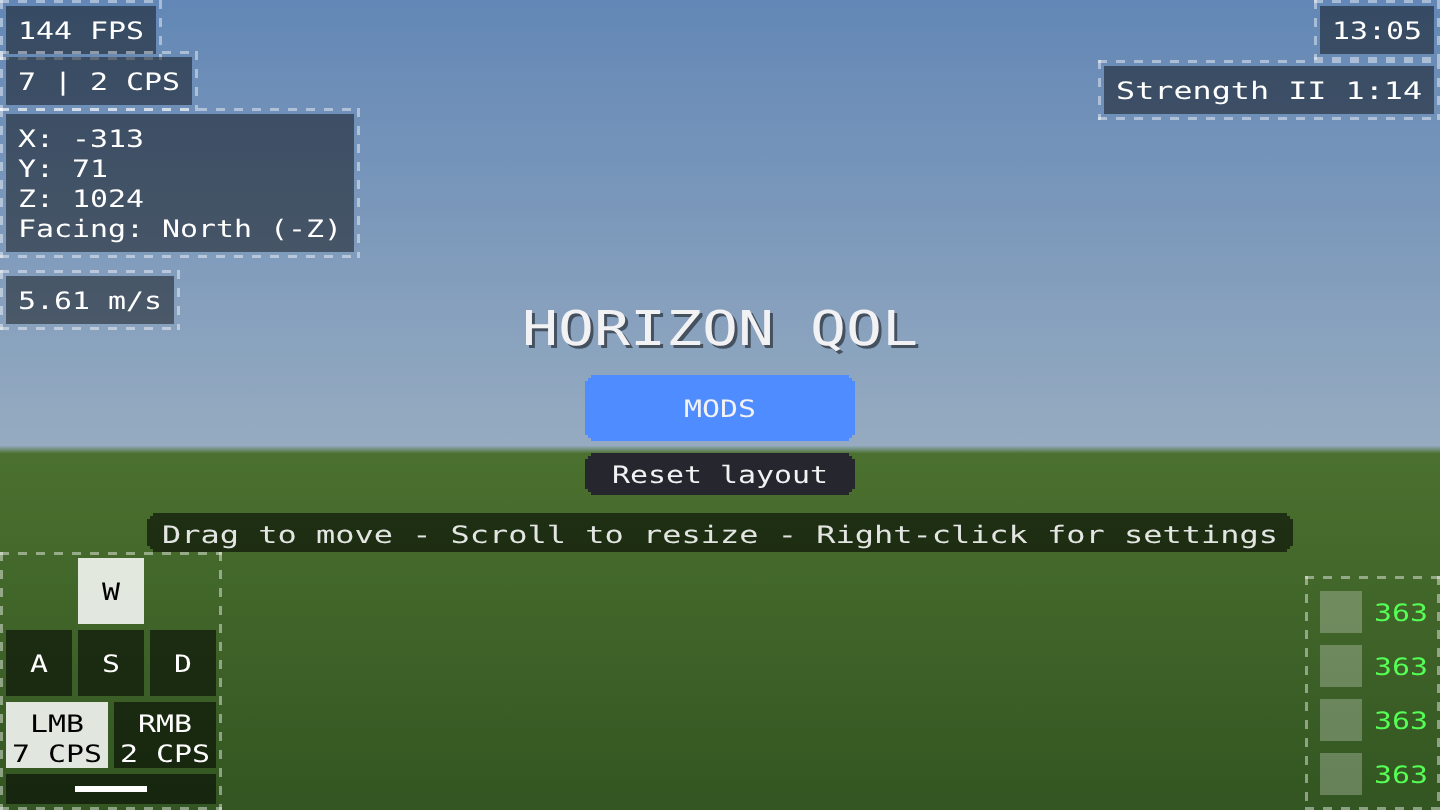 144 FPS
13:05
7 | 2 CPS
Strength II 1:14
X: -313
Y: 71
Z: 1024
Facing: North (-Z)
5.61 m/s
HORIZON QOL
MODS
Reset layout
Drag to move - Scroll to resize - Right-click for settings
W
A S D
LMB RMB
7 CPS 2 CPS
363
363
363
363